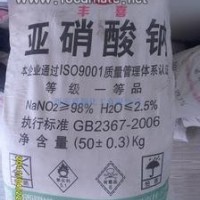 丰喜
亚硝酸钠
本企业通过ISO9001质量管理体系认证
等 级 一等品
NaNO₂≥98% H₂O≤2.5%
执行标准 GB2367-2006
净含量 (50±0.3)Kg